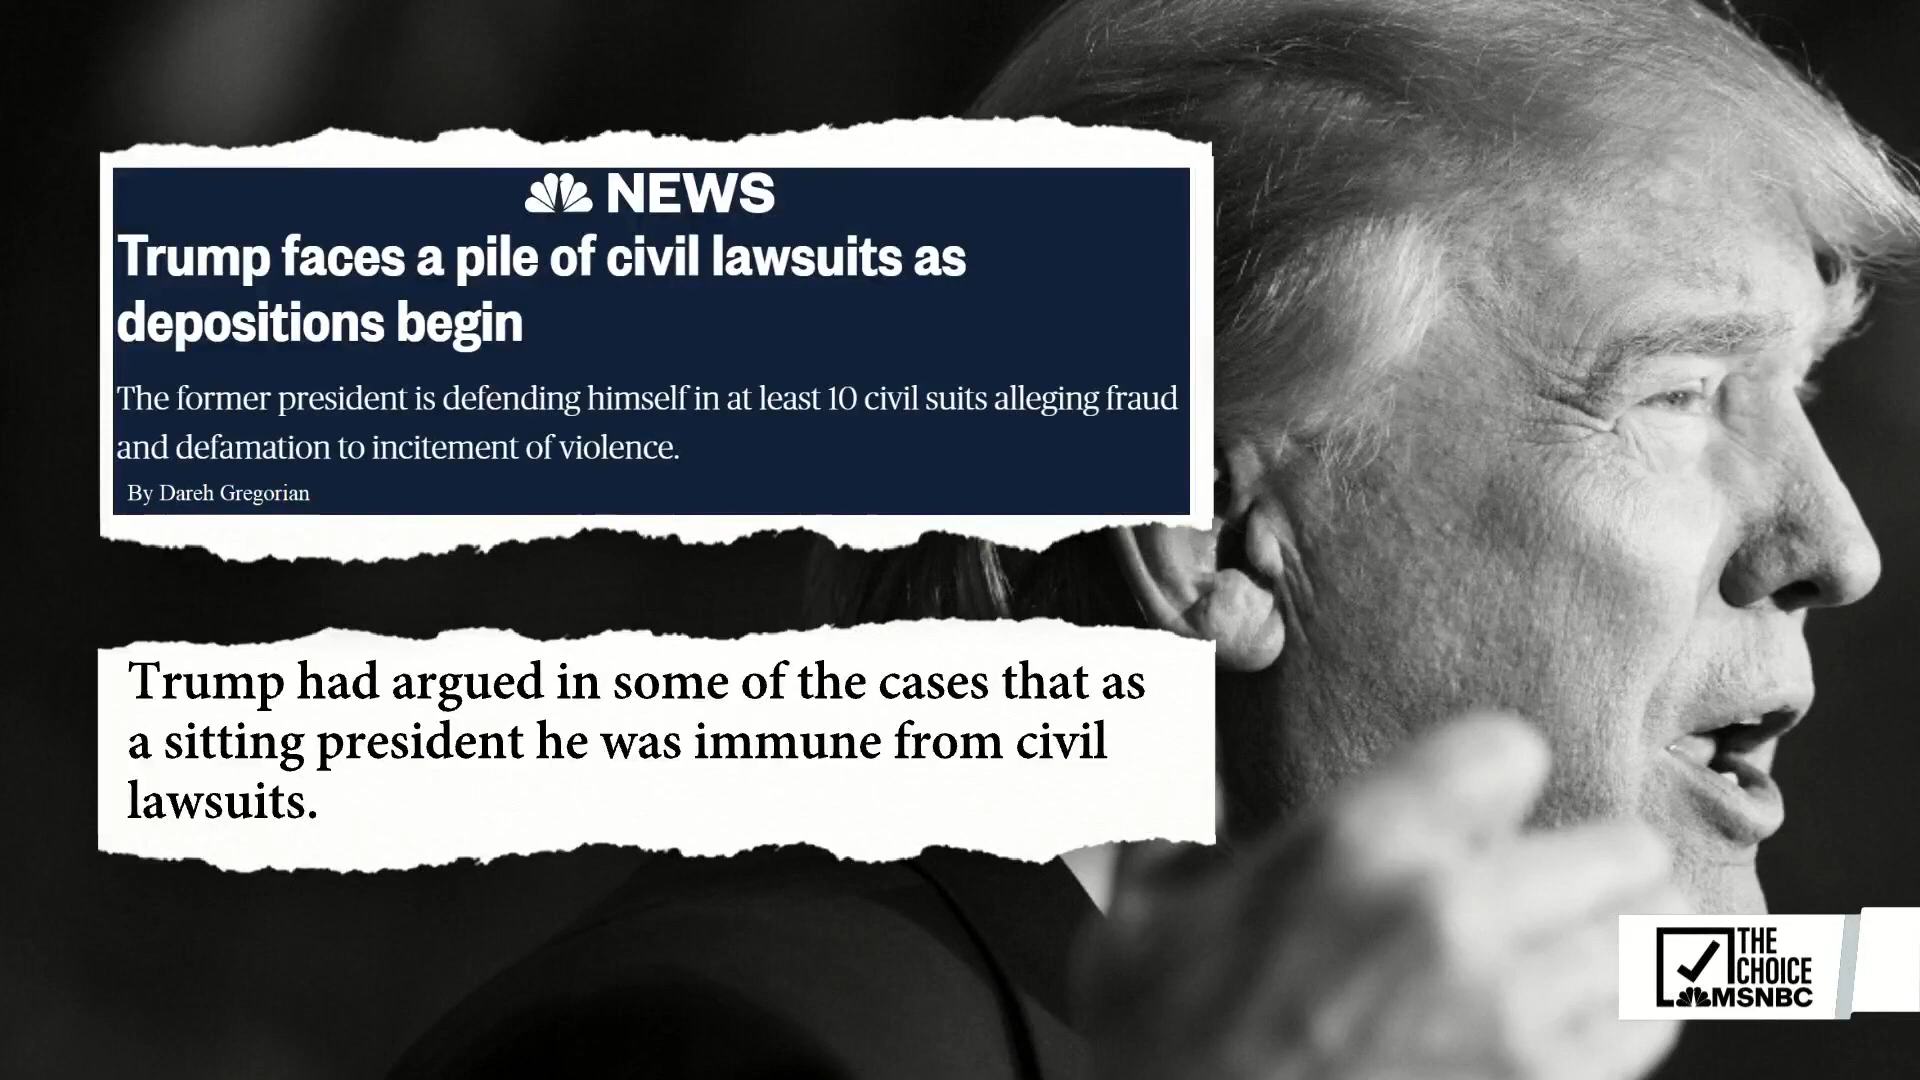 NEWS
Trump faces a pile of civil lawsuits as
depositions begin
The former president is defending himself in at least 10 civil suits alleging fraud
and defamation to incitement of violence.
By Dareh Gregorian
Trump had argued in some of the cases that as
a sitting president he was immune from civil
lawsuits.
THE
CHOICE
MSNBC